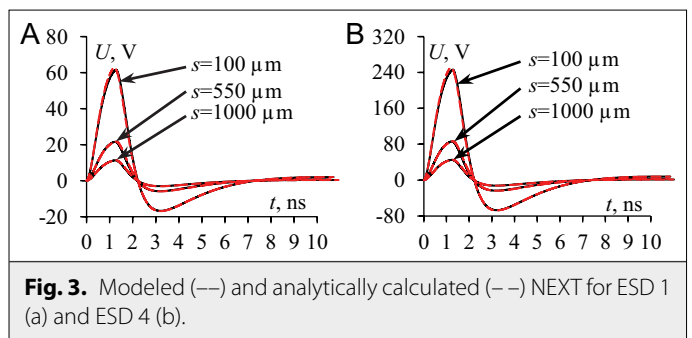 A
B
U, V
U, V
60
40
20
0
-20
s=100 µm
s=550 µm
s=1000 µm
t, ns
0 1 2 3 4 5 6 7 8 9 10
240
160
80
0
-80
s=100 µm
s=550 µm
s=1000 µm
t, ns
0 1 2 3 4 5 6 7 8 9 10
Fig. 3. Modeled (––) and analytically calculated (– –) NEXT for ESD 1
(a) and ESD 4 (b).